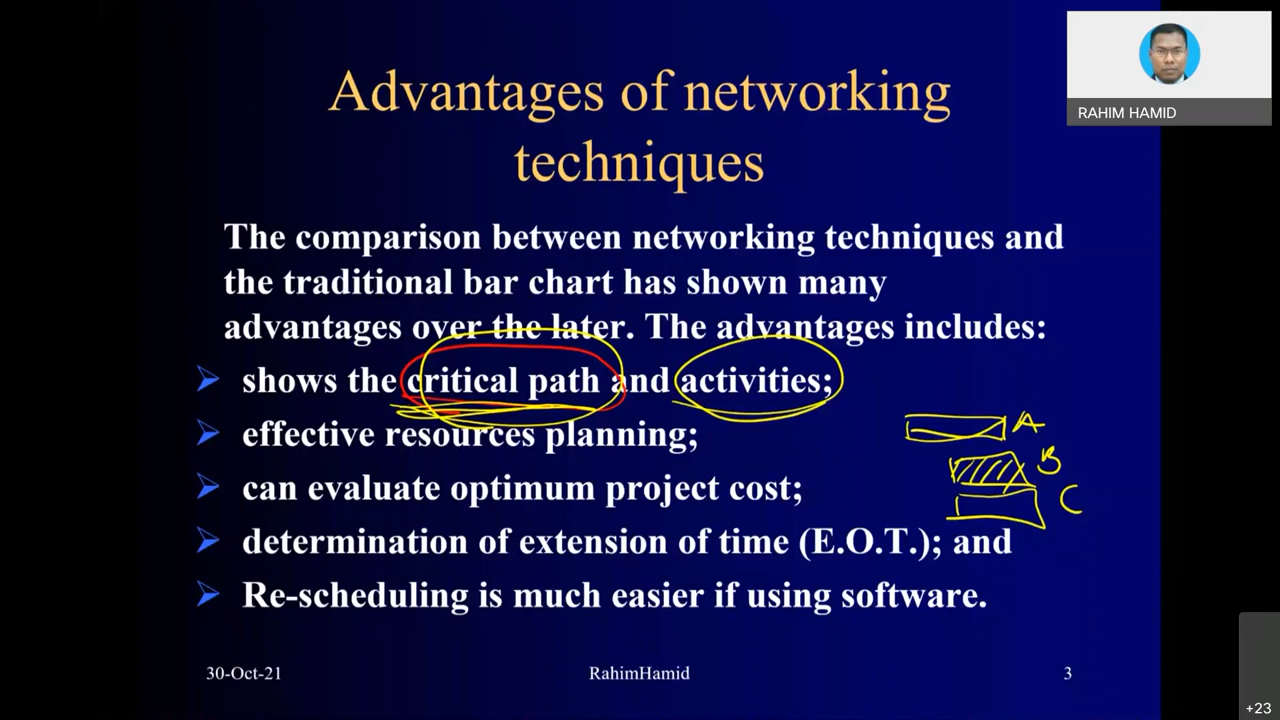 Advantages of networking
techniques
RAHIM HAMID
The comparison between networking techniques and
the traditional bar chart has shown many
advantages over the later. The advantages includes:
shows the critical path and activities;
effective resources planning;
A
B
can evaluate optimum project cost;
C
determination of extension of time (E.O.T.); and
Re-scheduling is much easier if using software.
30-Oct-21
RahimHamid
3
+23